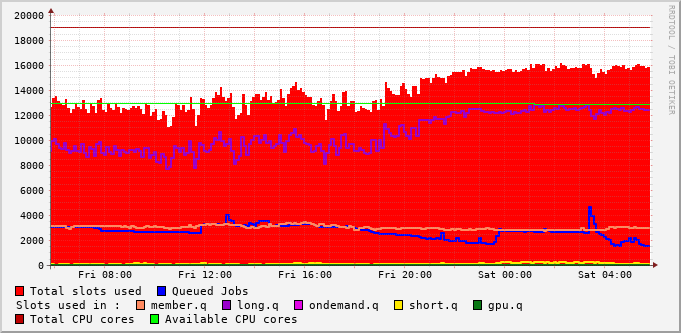 20000
18000
16000
14000
12000
10000
8000
6000
4000
2000
0
Fri 08:00 Fri 12:00 Fri 16:00 Fri 20:00 Sat 00:00 Sat 04:00
Total slots used Queued Jobs
Slots used in : member.q long.q ondemand.q short.q gpu.q
Total CPU cores Available CPU cores
RRDTOOL / TOBI OETIKER